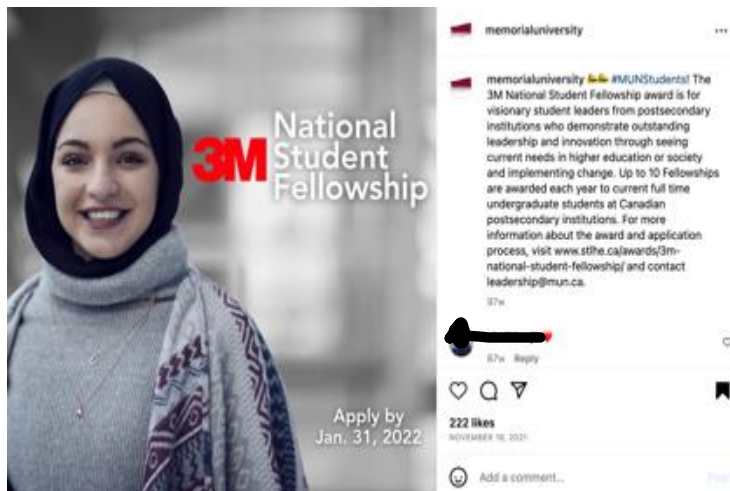 3M
National
Student
Fellowship
Apply by
Jan. 31, 2022
memorialuniversity
memorialuniversity #MUNStudents! The
3M National Student Fellowship award is for
visionary student leaders from postsecondary
institutions who demonstrate outstanding
leadership and innovation through seeing
current needs in higher education or society
and implementing change. Up to 10 Fellowships
are awarded each year to current full time
undergraduate students at Canadian
postsecondary institutions. For more
information about the award and application
process, visit www.stlhe.ca/awards/3m-
national-student-fellowship/ and contact
leadership@mun.ca.
97w
Reply
222 likes
NOVEMBER 2021
Add a comment...